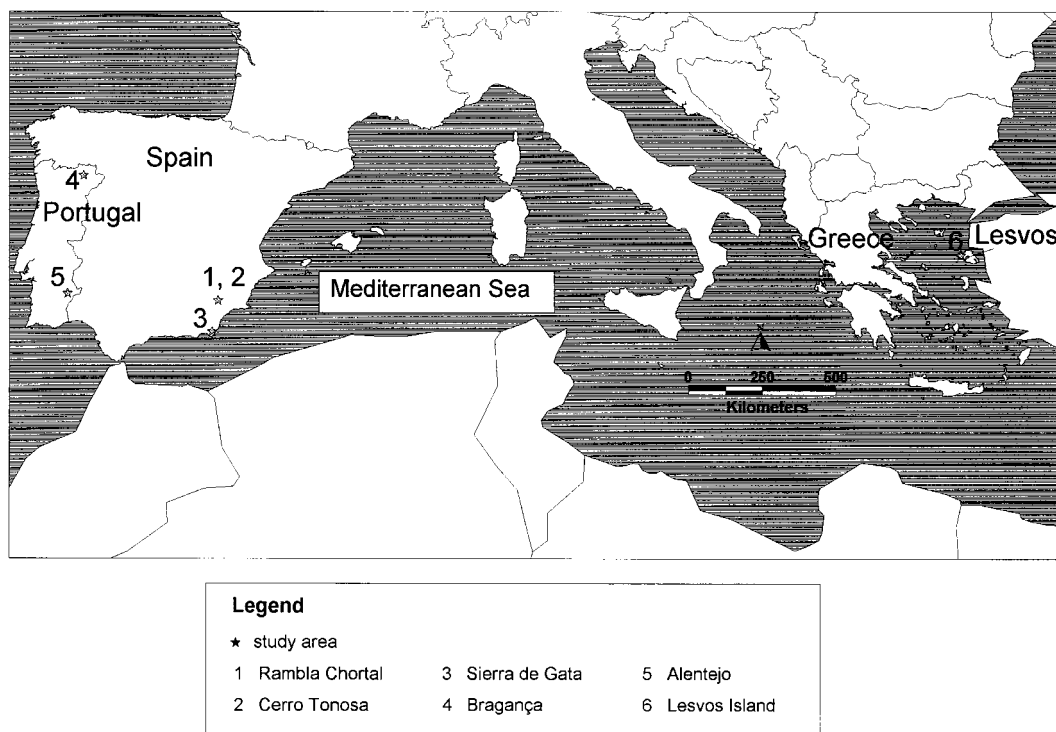 Spain
4
Portugal
Greece
6
Lesvos
5
1, 2
Mediterranean Sea
3
0 250 500
Kilometers
Legend
study area
1 Rambla Chortal 3 Sierra de Gata 5 Alentejo
2 Cerro Tonosa 4 Bragança 6 Lesvos Island